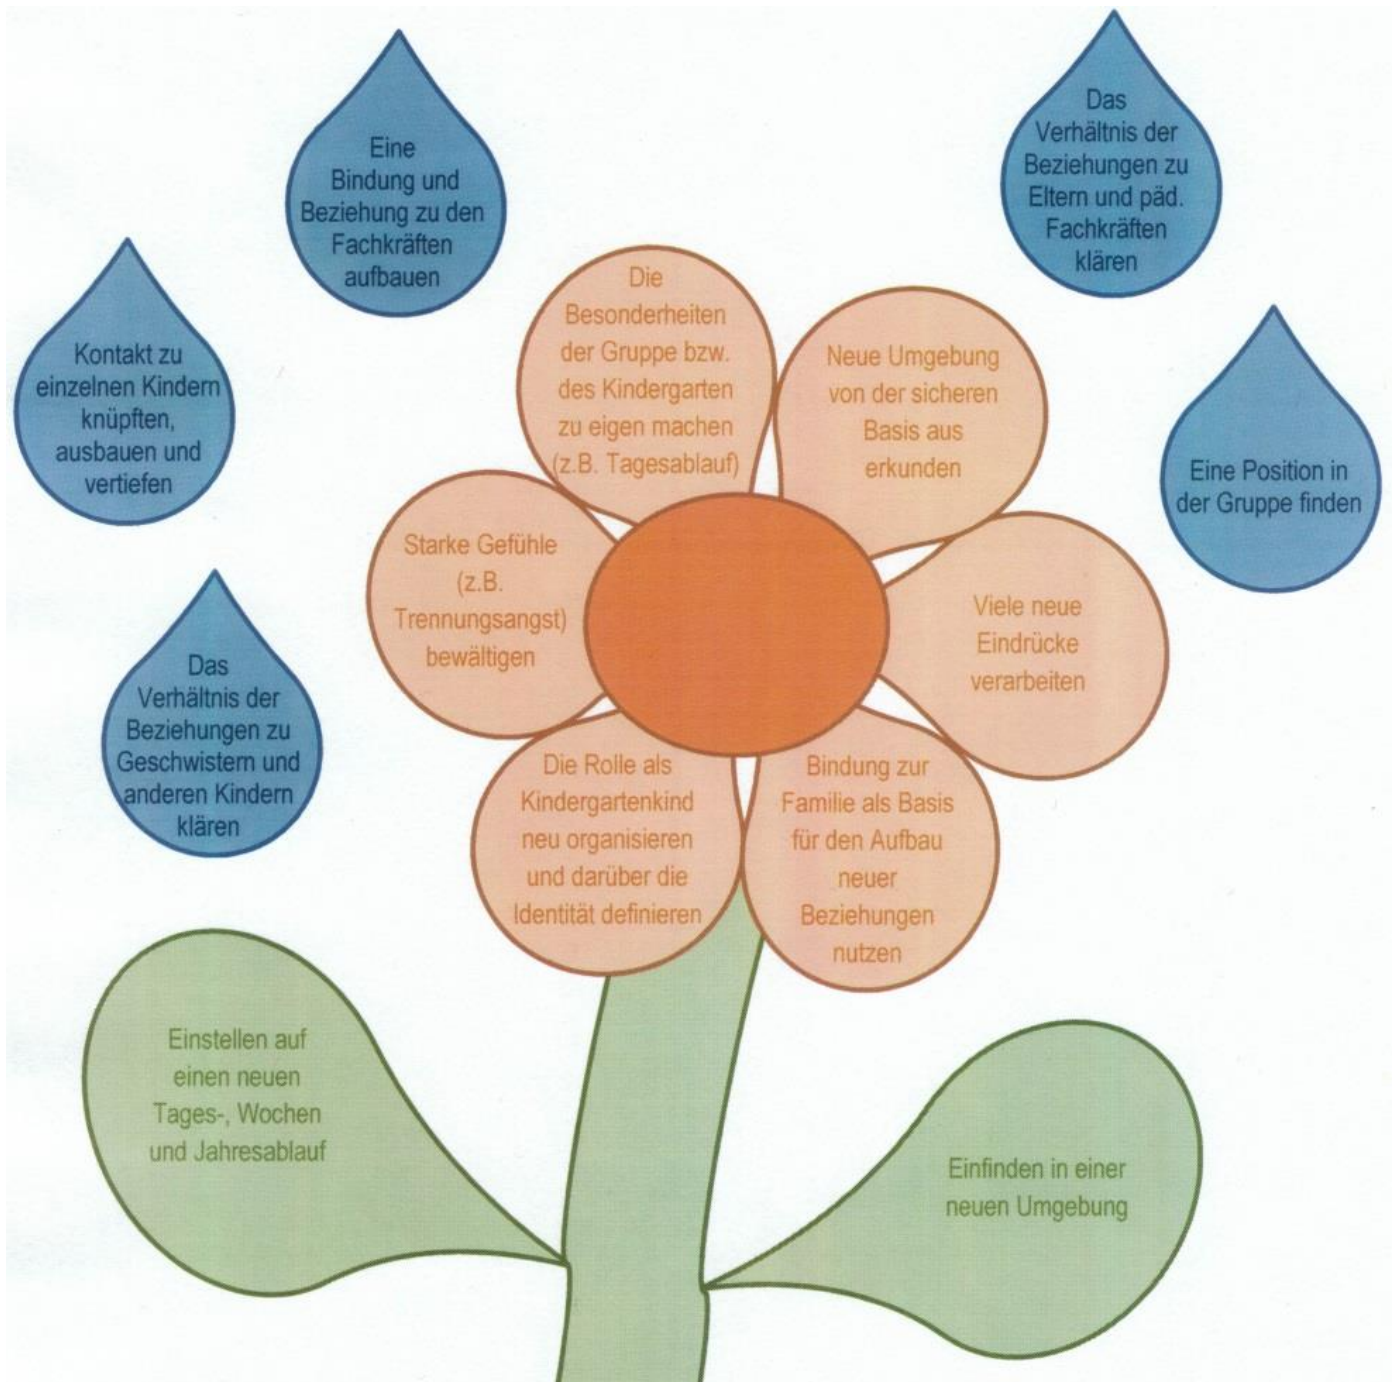 Eine
Bindung und
Beziehung zu den
Fachkräften
aufbauen
Das
Verhältnis der
Beziehungen zu
Eltern und päd.
Fachkräften
klären
Kontakt zu
einzelnen Kindern
knüpften,
ausbauen und
vertiefen
Die
Besonderheiten
der Gruppe bzw.
des Kindergarten
zu eigen machen
(z.B. Tagesablauf)
Neue Umgebung
von der sicheren
Basis aus
erkunden
Eine Position in
der Gruppe finden
Starke Gefühle
(z.B.
Trennungsangst)
bewältigen
Viele neue
Eindrücke
verarbeiten
Das
Verhältnis der
Beziehungen zu
Geschwistern und
anderen Kindern
klären
Die Rolle als
Kindergartenkind
neu organisieren
und darüber die
Identität definieren
Bindung zur
Familie als Basis
für den Aufbau
neuer
Beziehungen
nutzen
Einstellen auf
einen neuen
Tages-, Wochen
und Jahresablauf
Einfinden in einer
neuen Umgebung